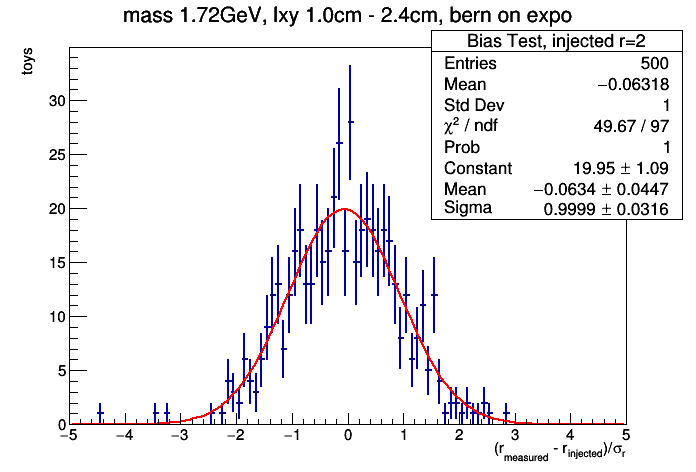 mass 1.72GeV, lxy 1.0cm - 2.4cm, bern on expo
toys
Bias Test, injected r=2
Entries 500
Mean −0.06318
Std Dev 1
χ² / ndf 49.67 / 97
Prob 1
Constant 19.95 ± 1.09
Mean −0.0634 ± 0.0447
Sigma 0.9999 ± 0.0316
30
25
20
15
10
5
0
−5 −4 −3 −2 −1 0 1 2 3 4 5
(r_measured - r_injected)/σ_r